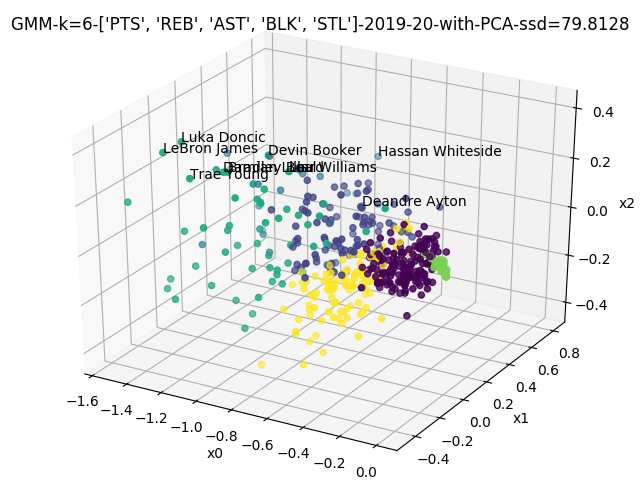 GMM-k=6-['PTS', 'REB', 'AST', 'BLK', 'STL']-2019-20-with-PCA-ssd=79.8128
Luka Doncic
LeBron James
Devin Booker
Hassan Whiteside
Trae Young
Williams
Deandre Ayton
0.4
0.2
x2
0.0
−0.2
−0.4
0.8
0.6
0.4
0.2
x1
0.0
−0.2
−0.4
−1.6
−1.4
−1.2
−1.0
−0.8
−0.6
−0.4
−0.2
0.0
x0